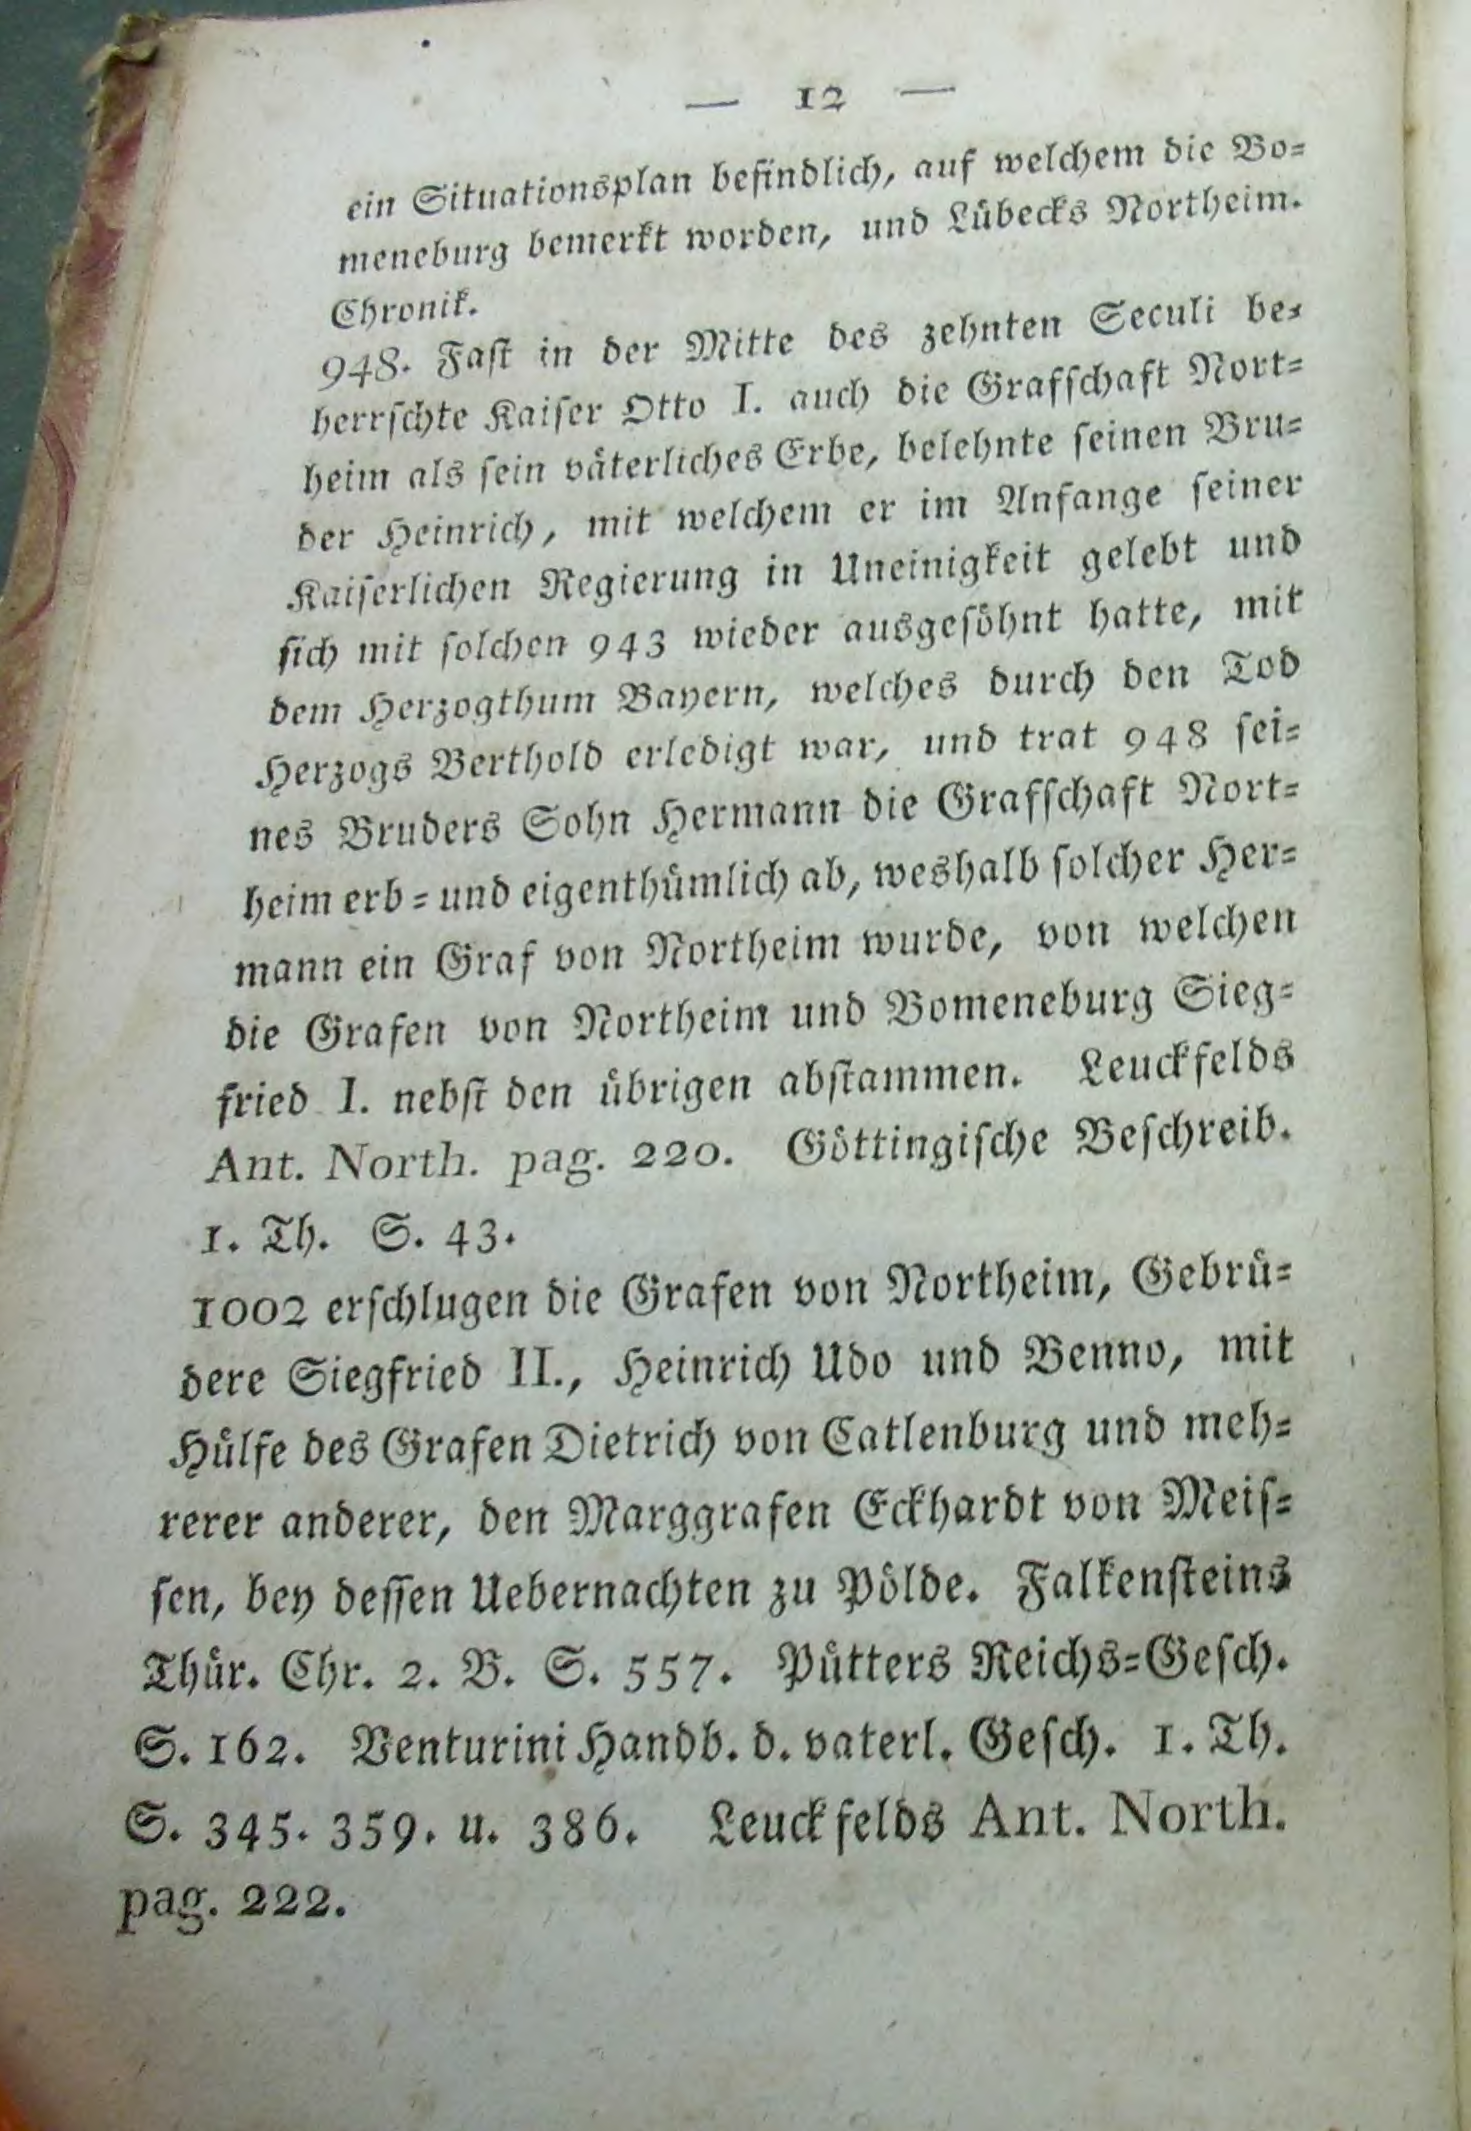 — 12 —
ein Situationsplan befindlich, auf welchem die Bo=
meneburg bemerkt worden, und Lübecks Northeim.
Chronik.
948. Fast in der Mitte des zehnten Seculi be=
herrschte Kaiser Otto I. auch die Grafschaft Nort=
heim als sein väterliches Erbe, belehnte seinen Bru=
der Heinrich, mit welchem er im Anfange seiner
Kaiserlichen Regierung in Uneinigkeit gelebt und
sich mit solchen 943 wieder ausgesöhnt hatte, mit
dem Herzogthum Bayern, welches durch den Tod
Herzogs Berthold erledigt war, und trat 948 sei=
nes Bruders Sohn Hermann die Grafschaft Nort=
heim erb= und eigenthümlich ab, weshalb solcher Her=
mann ein Graf von Northeim wurde, von welchen
die Grafen von Northeim und Bomeneburg Sieg=
fried I. nebst den übrigen abstammen. Leuckfelds
Ant. North. pag. 220. Göttingische Beschreib.
1. Th. S. 43.
1002 erschlugen die Grafen von Northeim, Gebrü=
dere Siegfried II., Heinrich Udo und Benno, mit
Hülfe des Grafen Dietrich von Catlenburg und meh=
rerer anderer, den Marggrafen Eckhardt von Meis=
sen, bey dessen Uebernachten zu Pölde. Falkensteins
Thür. Chr. 2. B. S. 557. Pütters Reichs=Gesch.
S. 162. Venturini Handb. d. vaterl. Gesch. 1. Th.
S. 345. 359. u. 386. Leuckfelds Ant. North.
pag. 222.